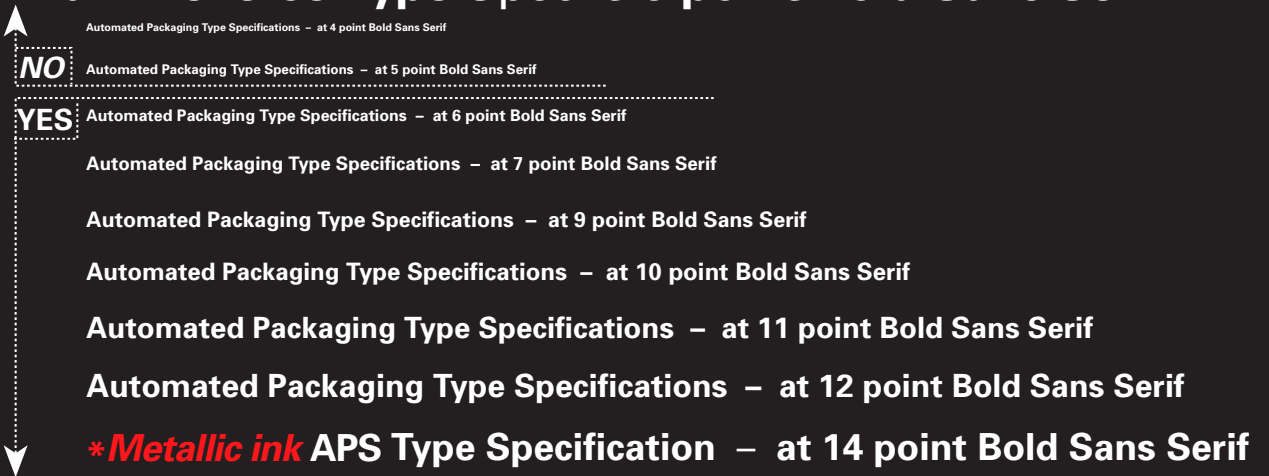 Automated Packaging Type Specifications – at 4 point Bold Sans Serif
NO
Automated Packaging Type Specifications – at 5 point Bold Sans Serif
YES
Automated Packaging Type Specifications – at 6 point Bold Sans Serif
Automated Packaging Type Specifications – at 7 point Bold Sans Serif
Automated Packaging Type Specifications – at 9 point Bold Sans Serif
Automated Packaging Type Specifications – at 10 point Bold Sans Serif
Automated Packaging Type Specifications – at 11 point Bold Sans Serif
Automated Packaging Type Specifications – at 12 point Bold Sans Serif
*Metallic ink APS Type Specification – at 14 point Bold Sans Serif